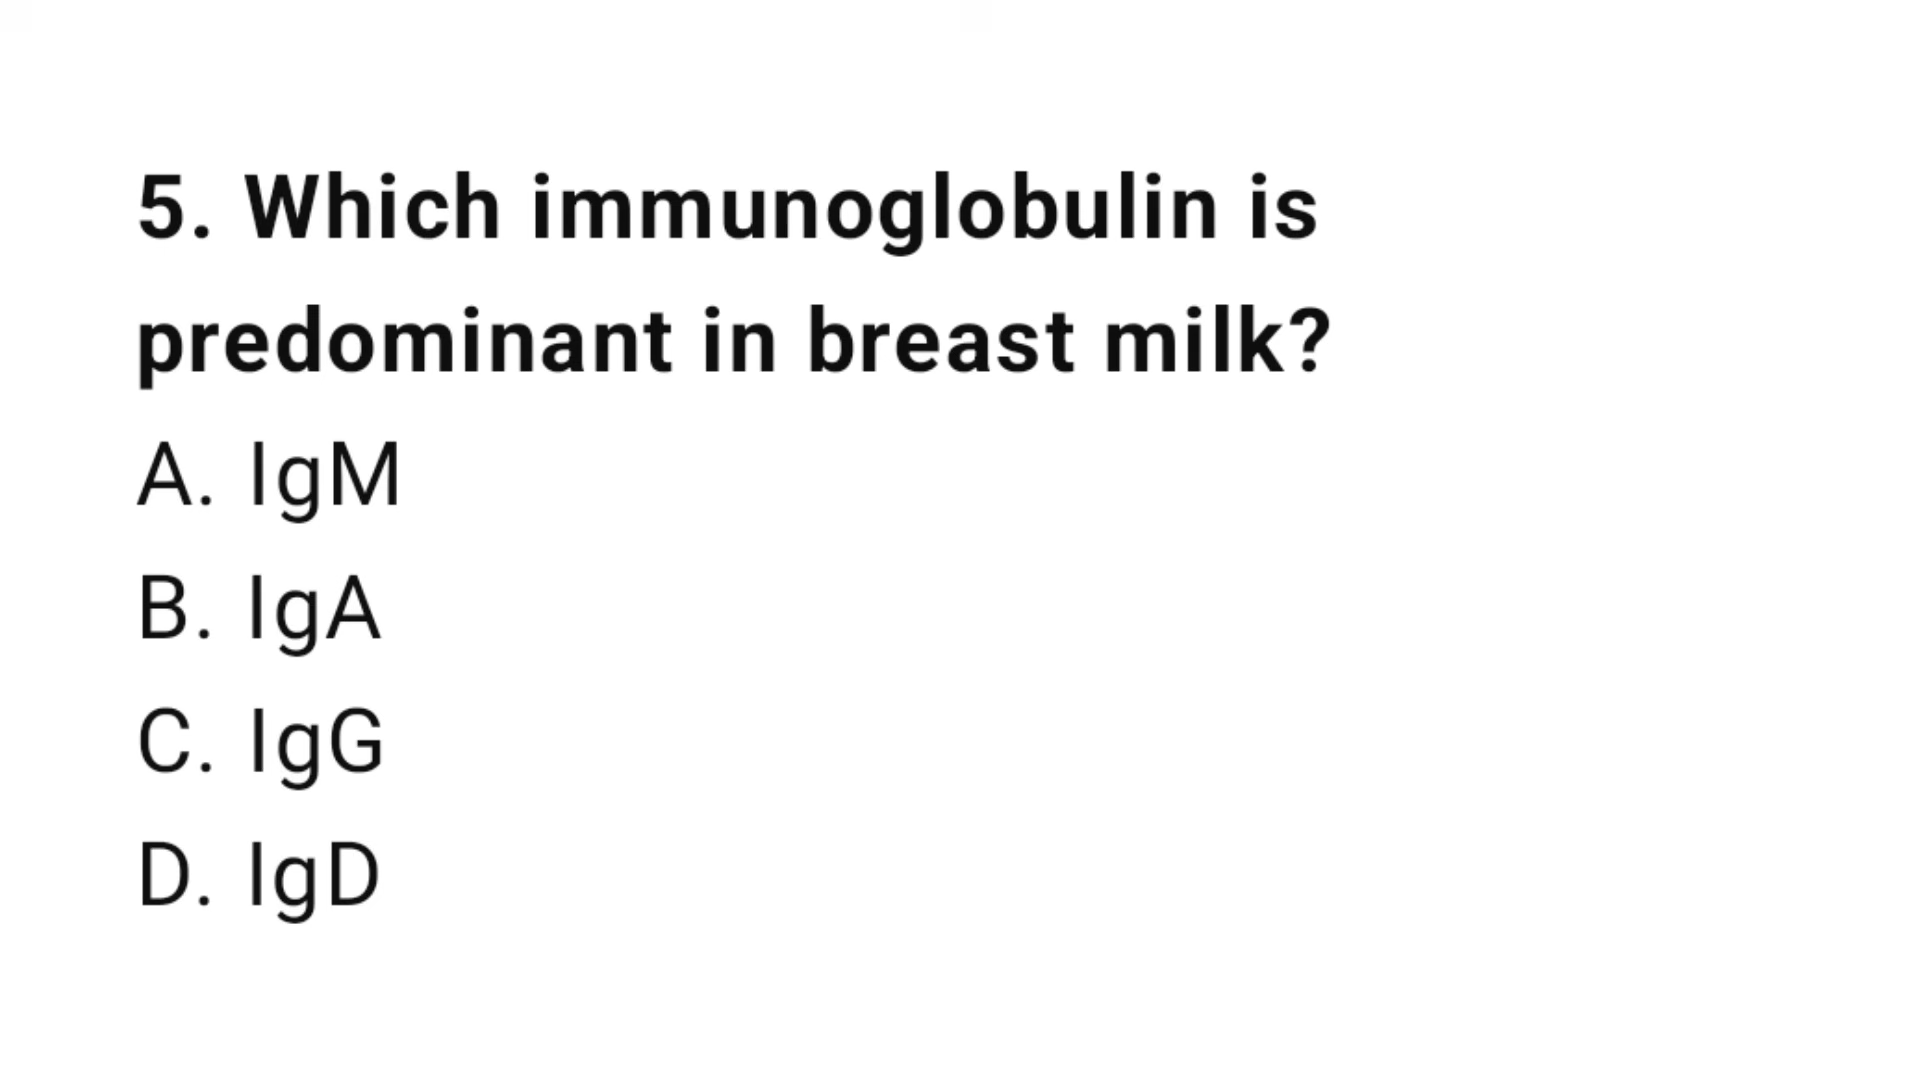 5. Which immunoglobulin is
predominant in breast milk?
A. IgM
B. IgA
C. IgG
D. IgD